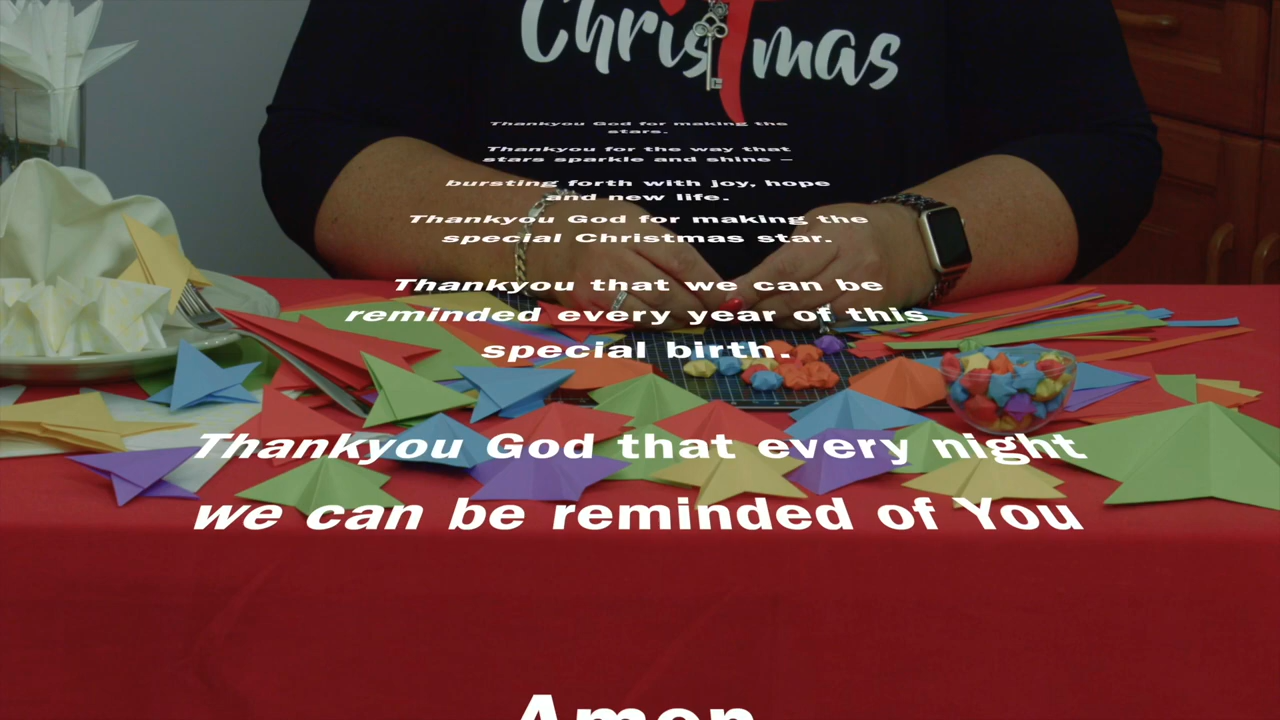 Christmas
Thankyou God for making the
stars.
Thankyou for the way that
stars sparkle and shine –
bursting forth with joy, hope
and new life.
Thankyou God for making the
special Christmas star.
Thankyou that we can be
reminded every year of this
special birth.
Thankyou God that every night
we can be reminded of You
Amen